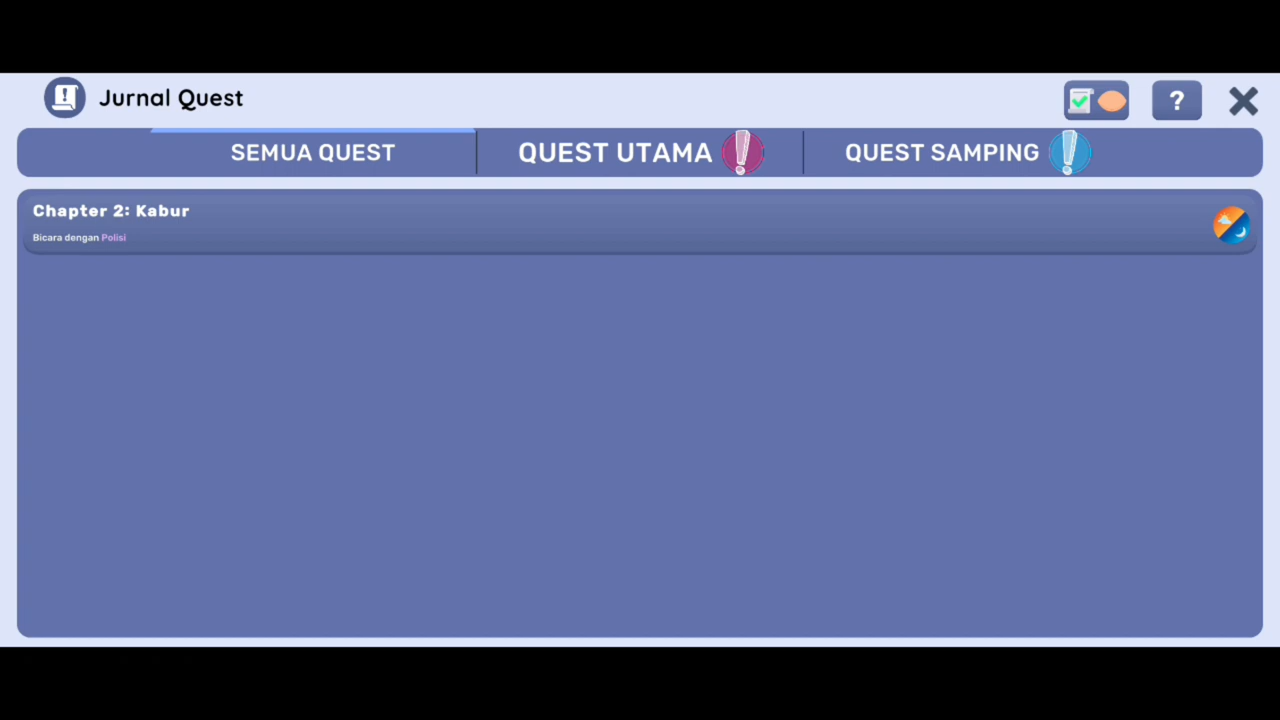 Jurnal Quest
?
SEMUA QUEST
QUEST UTAMA
QUEST SAMPING
Chapter 2: Kabur
Bicara dengan Polisi